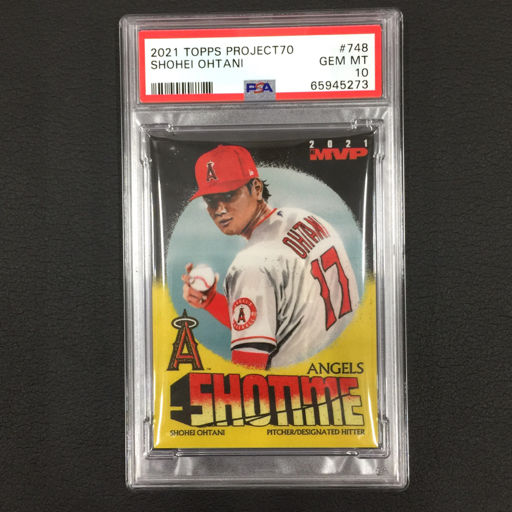 2021 TOPPS PROJECT70 #748
SHOHEI OHTANI GEM MT
PSA 10
65945273
2021
MVP
A
OHTANI
17
A
A
ANGELS
SHOTIME
SHOHEI OHTANI PITCHER/DESIGNATED HITTER